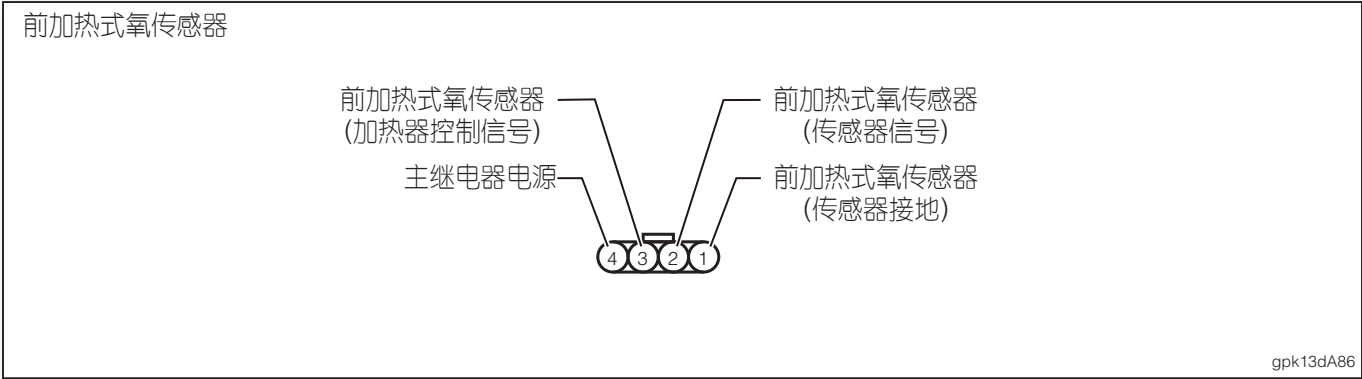 前加热式氧传感器
前加热式氧传感器
(加热器控制信号)
主继电器电源
前加热式氧传感器
(传感器信号)
前加热式氧传感器
(传感器接地)
4 3 2 1
gpk13dA86